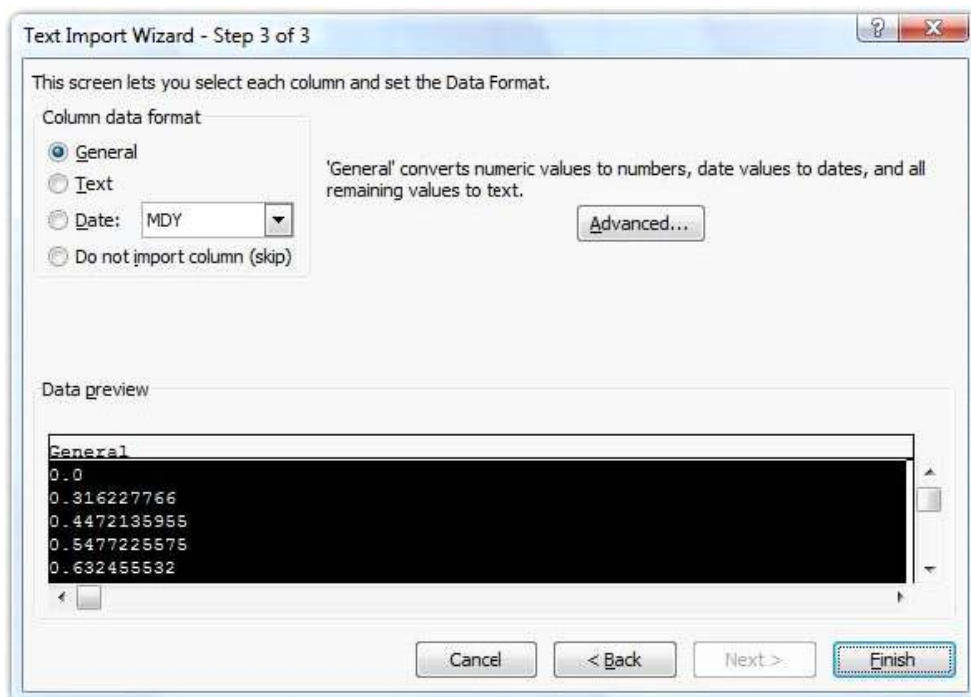 Text Import Wizard - Step 3 of 3
This screen lets you select each column and set the Data Format.
Column data format
General
Text
Date: MDY
Do not import column (skip)
'General' converts numeric values to numbers, date values to dates, and all
remaining values to text.
Advanced...
Data preview
General
0.0
0.316227766
0.4472135955
0.5477225575
0.632455532
Cancel
< Back
Next >
Finish